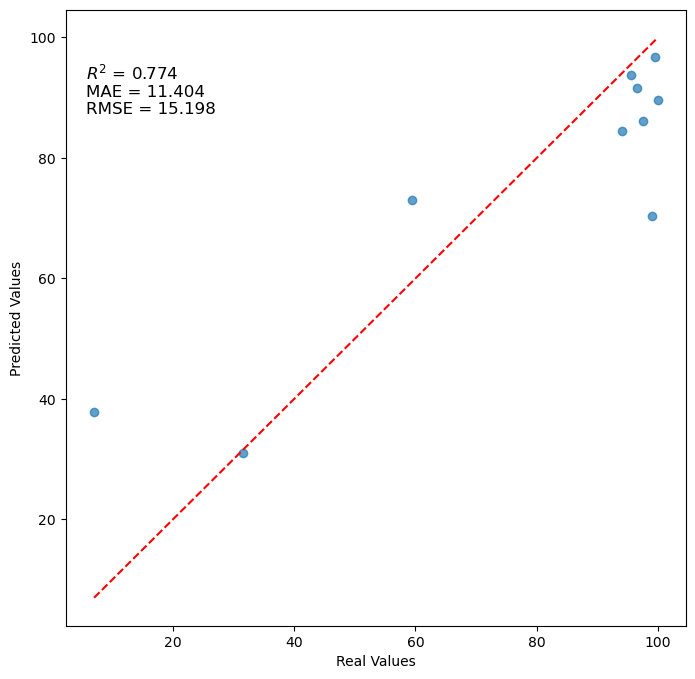 R² = 0.774
MAE = 11.404
RMSE = 15.198
100
80
60
40
20
Predicted Values
20 40 60 80 100
Real Values